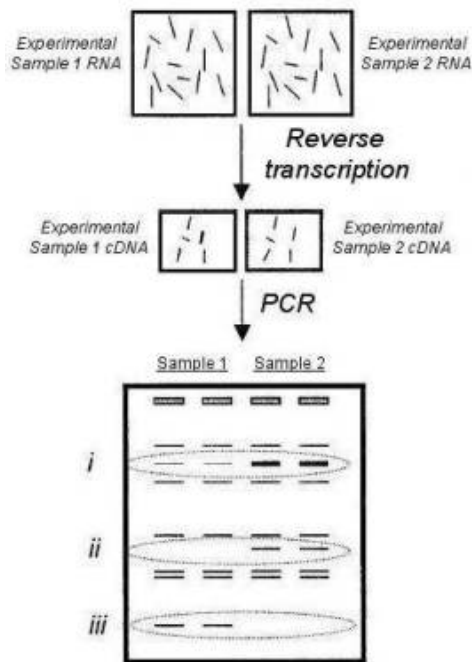 Experimental
Sample 1 RNA
Experimental
Sample 2 RNA
Reverse
transcription
Experimental
Sample 1 cDNA
Experimental
Sample 2 cDNA
PCR
Sample 1
Sample 2
i
ii
iii